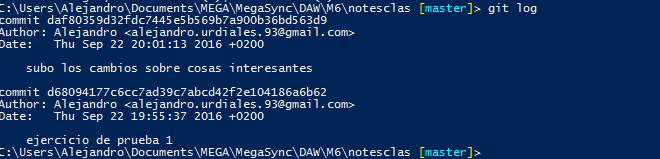 C:\Users\Alejandro\Documents\MEGA\MegaSync\DAW\M6\notesclas [master]> git log
commit daf80359d32fdc7445e5b569b7a900b36bd563d9
Author: Alejandro <alejandro.urdiales.93@gmail.com>
Date:   Thu Sep 22 20:01:13 2016 +0200
    subo los cambios sobre cosas interesantes
commit d68094177c6cc7ad39c7abcd42f2e104186a6b62
Author: Alejandro <alejandro.urdiales.93@gmail.com>
Date:   Thu Sep 22 19:55:37 2016 +0200
    ejercicio de prueba 1
C:\Users\Alejandro\Documents\MEGA\MegaSync\DAW\M6\notesclas [master]>